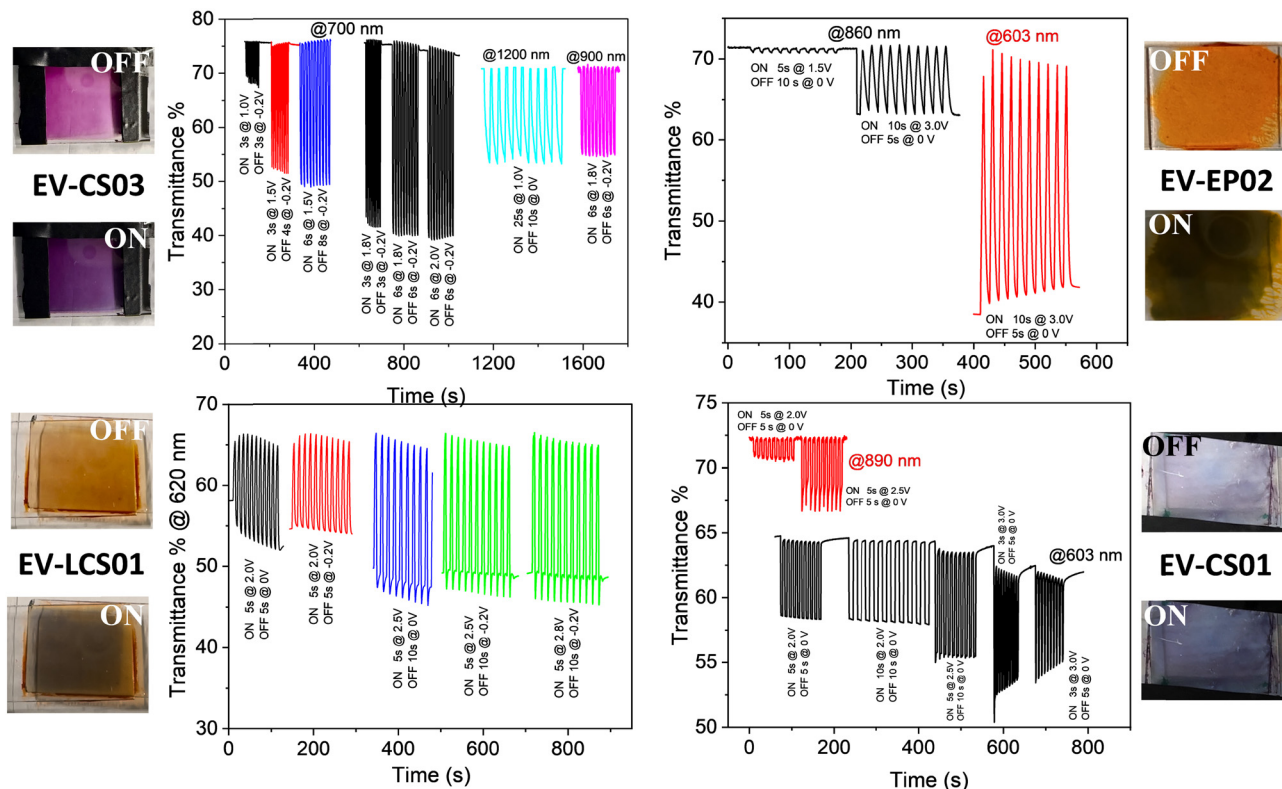 OFF
EV-CS03
ON
@700 nm
@1200 nm
@900 nm
ON 3s @ 1.0V
OFF 3s @ -0.2V
ON 3s @ 1.5V
OFF 4s @ -0.2V
ON 6s @ 1.5V
OFF 8s @ -0.2V
ON 3s @ 1.8V
OFF 3s @ -0.2V
ON 6s @ 1.8V
OFF 6s @ -0.2V
ON 6s @ 2.0V
OFF 6s @ -0.2V
ON 25s @ 1.0V
OFF 10s @ 0V
ON 6s @ 1.8V
OFF 6s @ -0.2V
Transmittance %
80
70
60
50
40
30
20
0 400 800 1200 1600
Time (s)
@860 nm
@603 nm
ON 5s @ 1.5V
OFF 10 s @ 0 V
ON 10s @ 3.0V
OFF 5s @ 0 V
ON 10s @ 3.0V
OFF 5s @ 0 V
Transmittance %
70
60
50
40
0 100 200 300 400 500 600
Time (s)
OFF
EV-EP02
ON
OFF
EV-LCS01
ON
Transmittance % @ 620 nm
70
60
50
40
30
ON 5s @ 2.0V
OFF 5s @ 0V
ON 5s @ 2.0V
OFF 5s @ -0.2V
ON 5s @ 2.5V
OFF 10s @ 0V
ON 5s @ 2.5V
OFF 10s @ -0.2V
ON 5s @ 2.8V
OFF 10s @ -0.2V
0 200 400 600 800
Time (s)
ON 5s @ 2.0V
OFF 5 s @ 0 V
@890 nm
ON 5s @ 2.5V
OFF 5 s @ 0 V
ON 3s @ 3.0V
OFF 5s @ 0 V
@603 nm
ON 5s @ 2.0V
OFF 5 s @ 0 V
ON 10s @ 2.0V
OFF 10 s @ 0 V
ON 5s @ 2.5V
OFF 10 s @ 0 V
ON 3s @ 3.0V
OFF 5s @ 0 V
Transmittance %
75
70
65
60
55
50
0 200 400 600 800
Time (s)
OFF
EV-CS01
ON